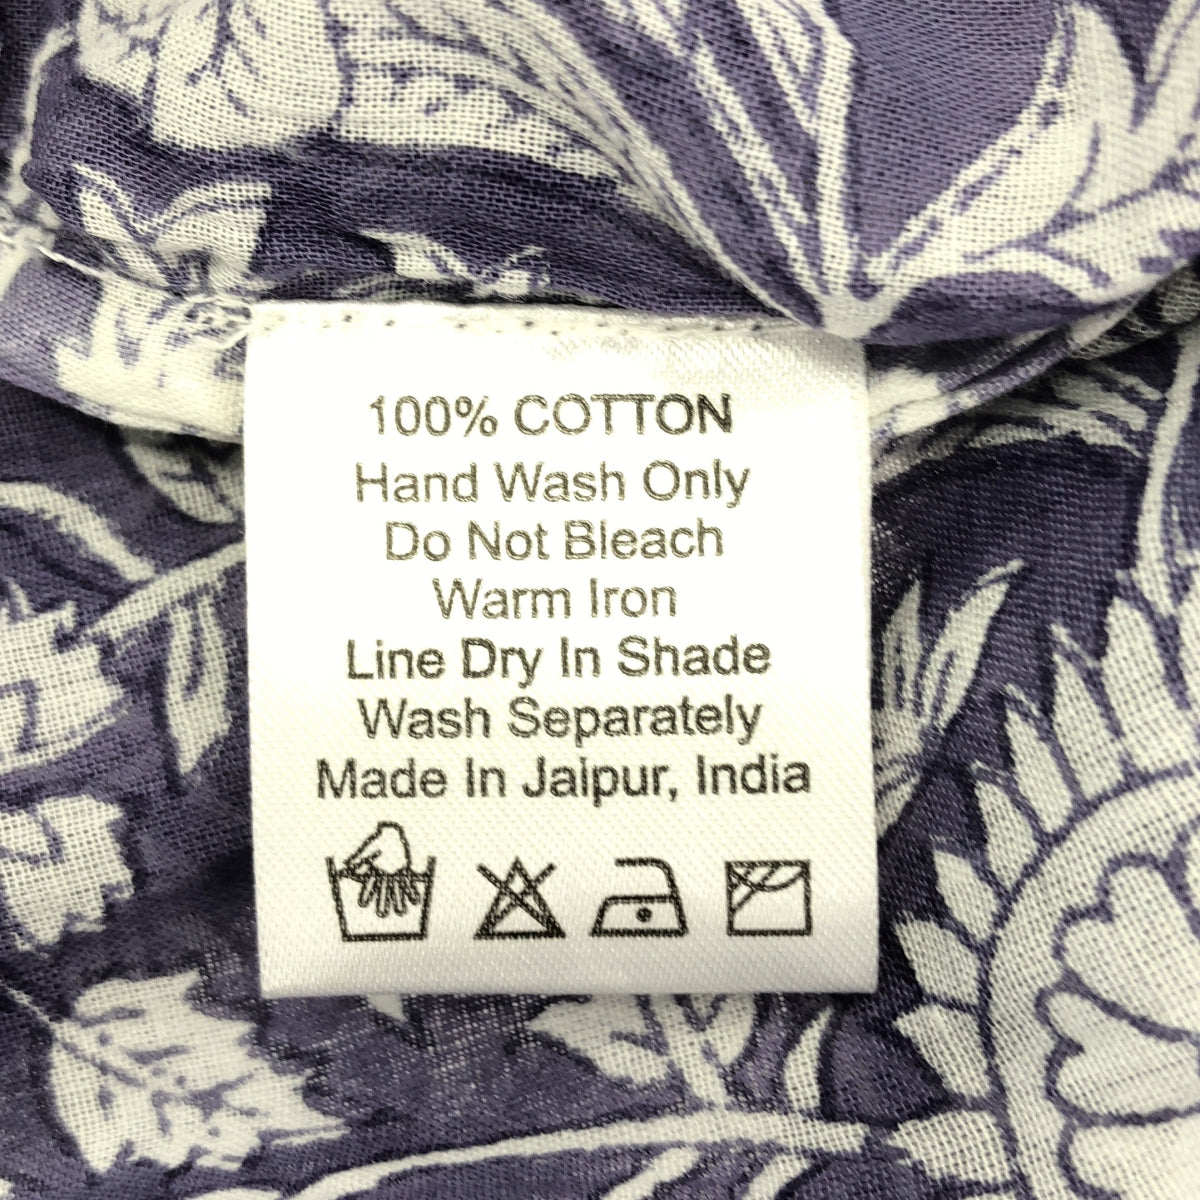 100% COTTON
Hand Wash Only
Do Not Bleach
Warm Iron
Line Dry In Shade
Wash Separately
Made In Jaipur, India